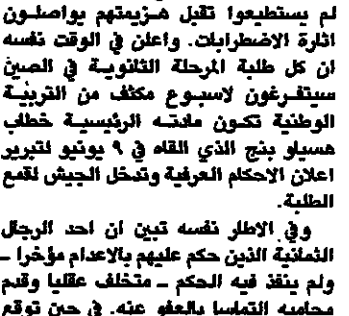 لم يستطيعوا تقبل هزيمتهم يواصلون
اثارة الاضطرابات. واعلن في الوقت نفسه
ان كل طلبة المرحلة الثانوية في الصين
سيتفرغون لاسبوع مكثف من التربية
الوطنية تكون مادته الرئيسية خطاب
هسياو بنج الذي القاه في ٩ يونيو لتبرير
اعلان الاحكام العرفية وتدخل الجيش لقمع
الطلبة.
وفي الاطار نفسه تبين ان احد الرجال
الثمانية الذين حكم عليهم بالاعدام مؤخرا ـ
ولم ينفذ فيه الحكم ـ متخلف عقليا وقدم
محاميه التماسا بالعفو عنه. في حين توقع